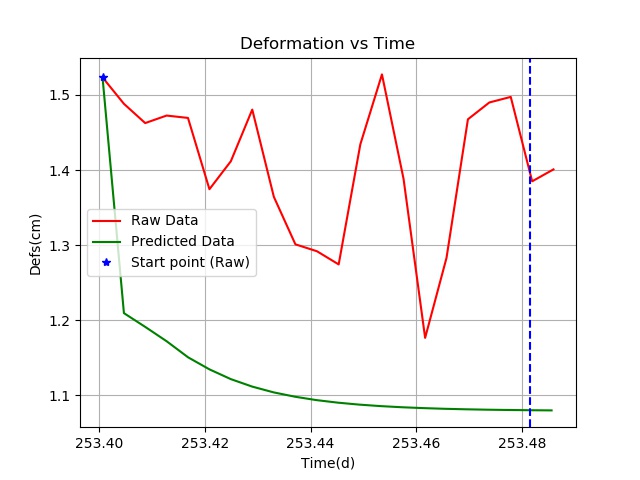 Deformation vs Time
1.5
1.4
1.3
1.2
1.1
Defs(cm)
Raw Data
Predicted Data
Start point (Raw)
253.40 253.42 253.44 253.46 253.48
Time(d)